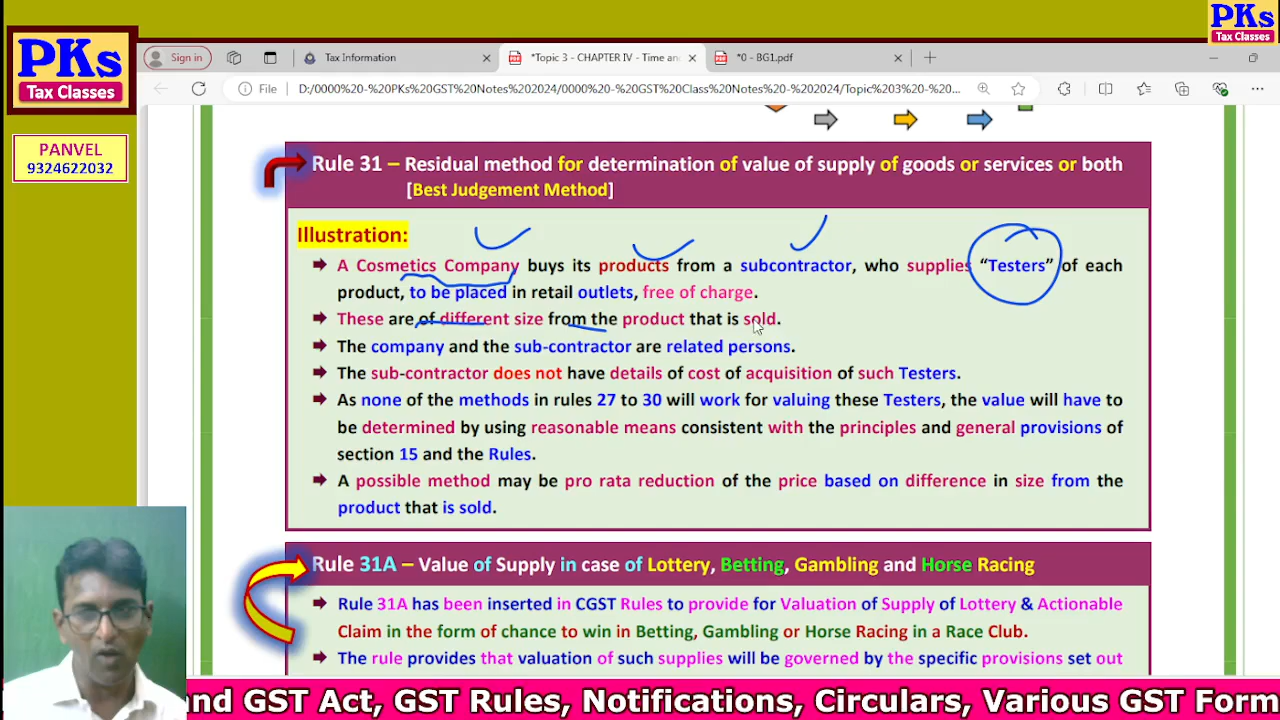 PKs
Tax Classes
PKs
Tax Classes
PANVEL
9324622032
Sign in
Tax Information
*Topic 3 - CHAPTER IV - Time an
*0 - BG1.pdf
File
D:/0000%20-%20PKs%20GST%20Notes%202024/0000%20-%20GST%20Class%20Notes%20-%202024/Topic%203%20-%20...
Rule 31 – Residual method for determination of value of supply of goods or services or both
[Best Judgement Method]
Illustration:
A Cosmetics Company buys its products from a subcontractor, who supplies “Testers” of each
product, to be placed in retail outlets, free of charge.
These are of different size from the product that is sold.
The company and the sub-contractor are related persons.
The sub-contractor does not have details of cost of acquisition of such Testers.
As none of the methods in rules 27 to 30 will work for valuing these Testers, the value will have to
be determined by using reasonable means consistent with the principles and general provisions of
section 15 and the Rules.
A possible method may be pro rata reduction of the price based on difference in size from the
product that is sold.
Rule 31A – Value of Supply in case of Lottery, Betting, Gambling and Horse Racing
Rule 31A has been inserted in CGST Rules to provide for Valuation of Supply of Lottery & Actionable
Claim in the form of chance to win in Betting, Gambling or Horse Racing in a Race Club.
The rule provides that valuation of such supplies will be governed by the specific provisions set out
and GST Act, GST Rules, Notifications, Circulars, Various GST Form